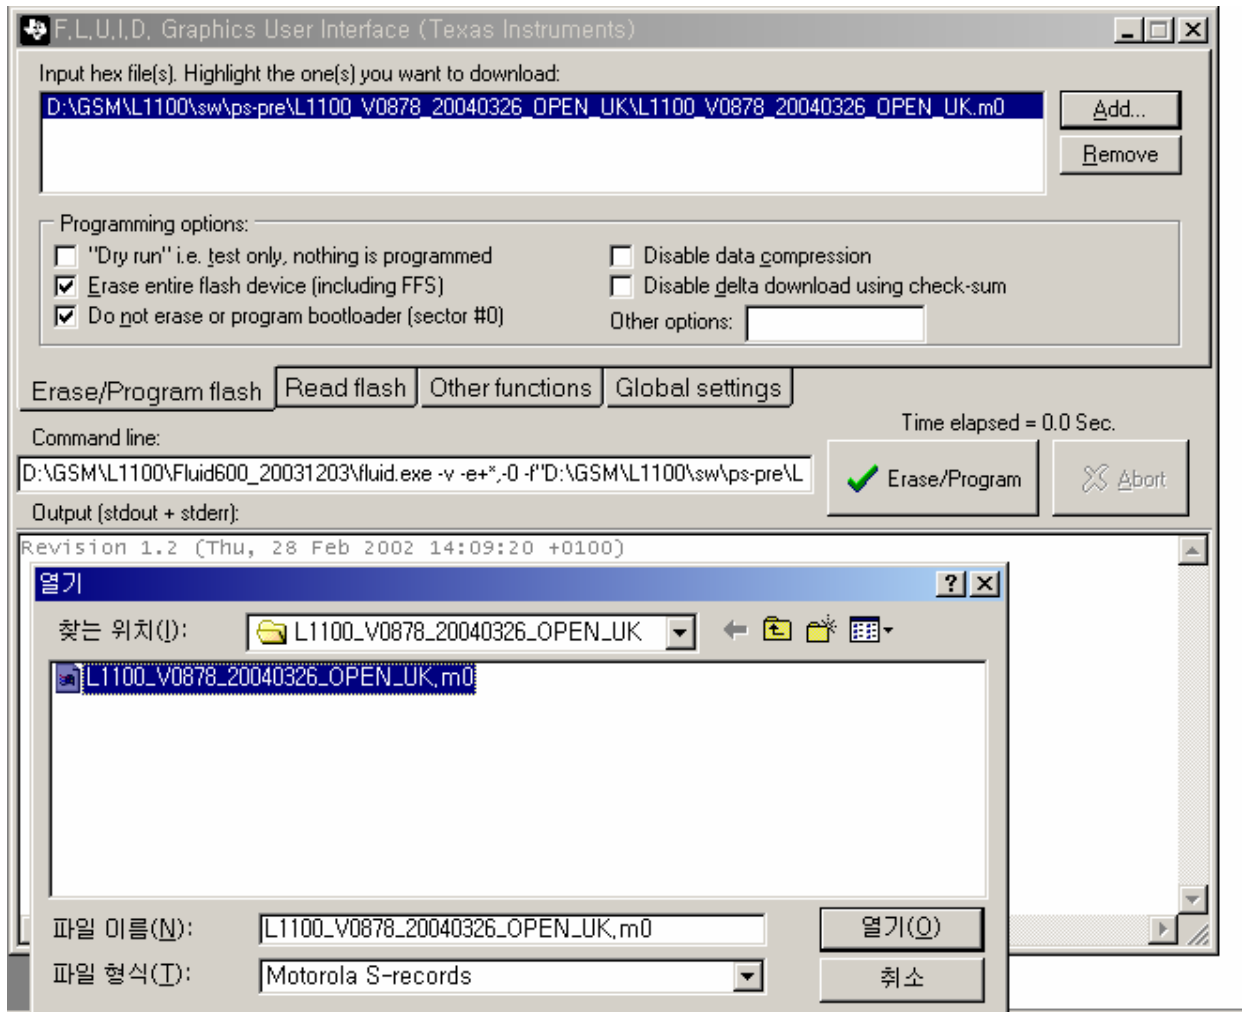 F.L.U.I.D. Graphics User Interface (Texas Instruments)
Input hex file(s). Highlight the one(s) you want to download:
D:\GSM\L1100\sw\ps-pre\L1100_V0878_20040326_OPEN_UK\L1100_V0878_20040326_OPEN_UK.m0
Add...
Remove
Programming options:
"Dry run" i.e. test only, nothing is programmed
Disable data compression
Erase entire flash device (including FFS)
Disable delta download using check-sum
Do not erase or program bootloader (sector #0)
Other options:
Erase/Program flash
Read flash
Other functions
Global settings
Time elapsed = 0.0 Sec.
Command line:
D:\GSM\L1100\Fluid600_20031203\fluid.exe -v -e+*,-0 -f"D:\GSM\L1100\sw\ps-pre\L
Erase/Program
Abort
Output (stdout + stderr):
Revision 1.2 (Thu, 28 Feb 2002 14:09:20 +0100)
열기
찾는 위치(I):
L1100_V0878_20040326_OPEN_UK
L1100_V0878_20040326_OPEN_UK.m0
파일 이름(N):
L1100_V0878_20040326_OPEN_UK.m0
열기(O)
파일 형식(T):
Motorola S-records
취소